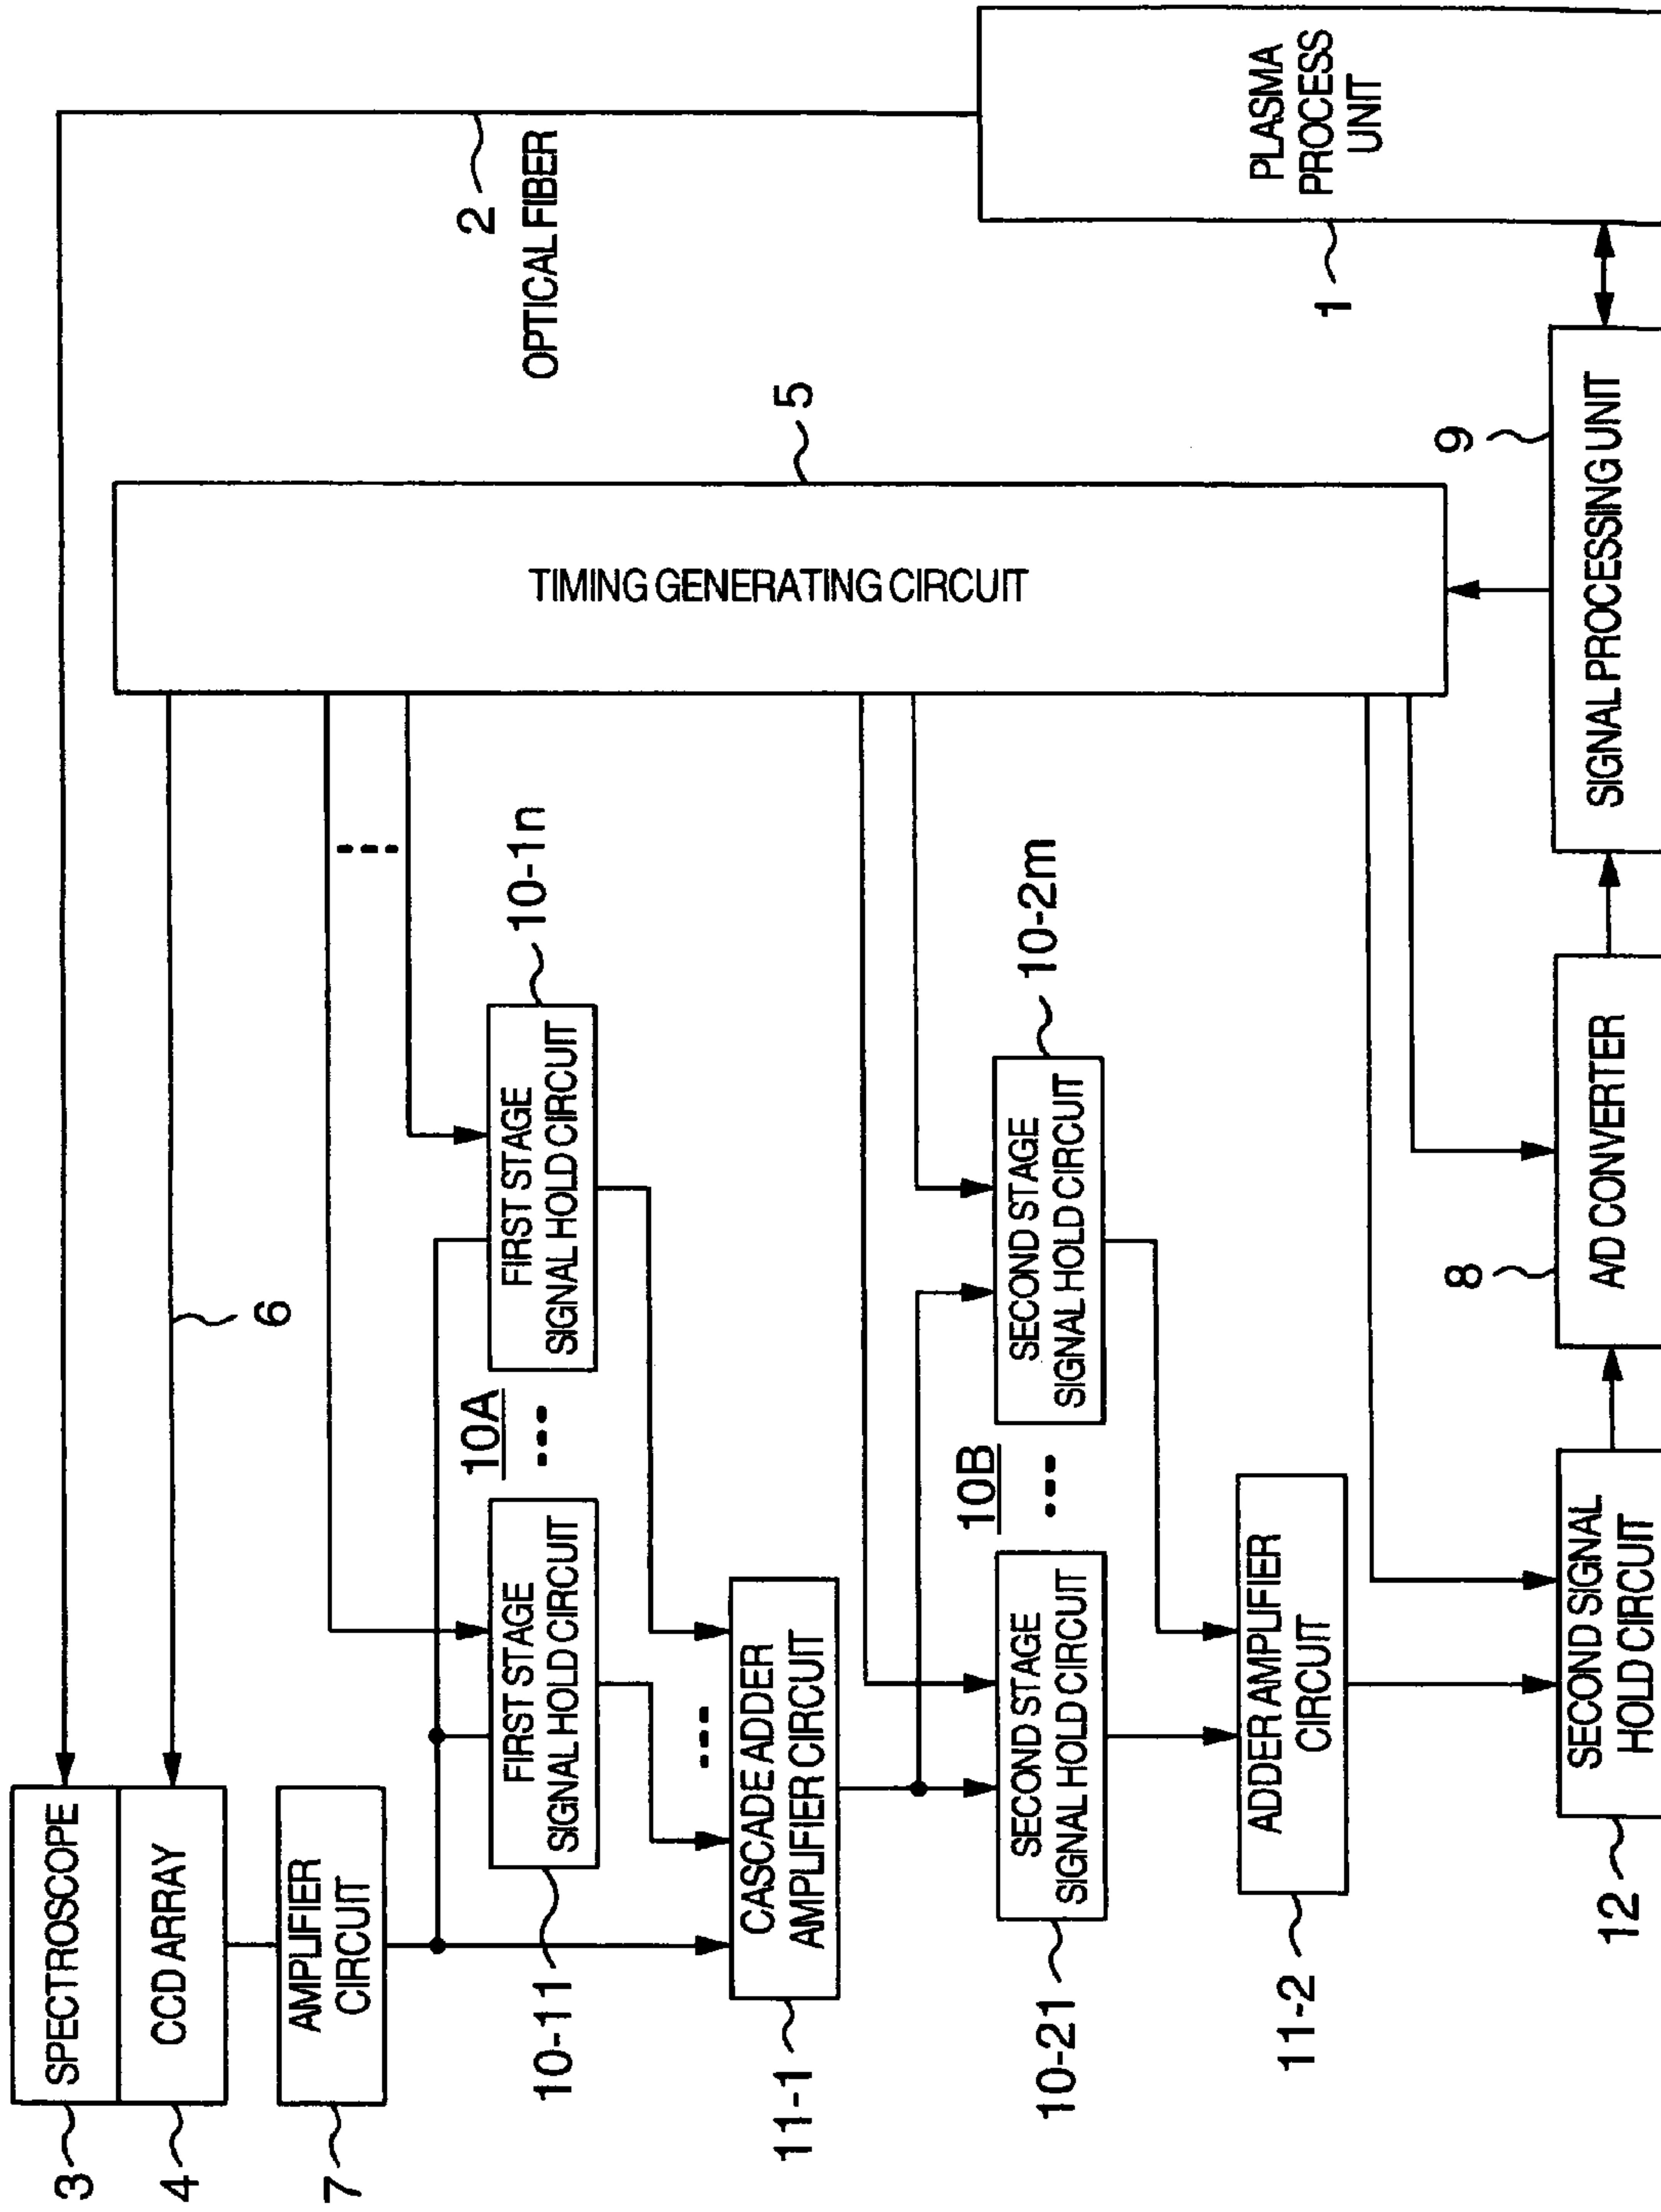 3
SPECTROSCOPE
4
CCD ARRAY
7
AMPLIFIER
CIRCUIT
6
2
OPTICAL FIBER
5
TIMING GENERATING CIRCUIT
10-11
FIRST STAGE
SIGNAL HOLD CIRCUIT
10A
...
FIRST STAGE
SIGNAL HOLD CIRCUIT
10-1n
...
11-1
CASCADE ADDER
AMPLIFIER CIRCUIT
...
10-21
SECOND STAGE
SIGNAL HOLD CIRCUIT
10B
...
SECOND STAGE
SIGNAL HOLD CIRCUIT
10-2m
11-2
ADDER AMPLIFIER
CIRCUIT
12
SECOND SIGNAL
HOLD CIRCUIT
8
A/D CONVERTER
9
SIGNAL PROCESSING UNIT
1
PLASMA
PROCESS
UNIT